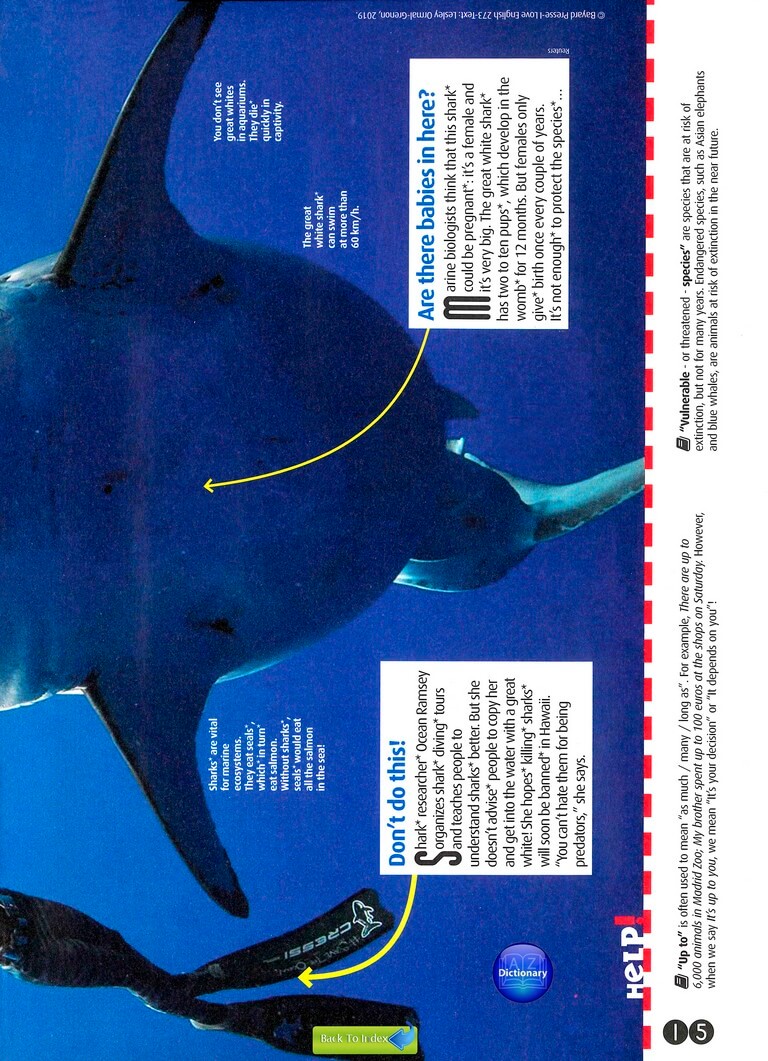 Don't do this!
Shark* researcher* Ocean Ramsey
organizes shark* diving* tours
and teaches people to
understand sharks* better. But she
doesn't advise* people to copy her
and get into the water with a great
white! She hopes* killing* sharks*
will soon be banned* in Hawaii.
"You can't hate them for being
predators," she says.
Sharks* are vital
for marine
ecosystems.
They eat seals*,
which* in turn*,
eat salmon.
Without sharks*,
seals* would eat
all the salmon
in the sea!
You don't see
great whites
in aquariums.
They die*
quickly in
captivity.
The great
white shark*
can swim
at more than
60 km/h.
Are there babies in here?
Marine biologists think that this shark*
could be pregnant*: it's a female and
it's very big. The great white shark*
has two to ten pups*, which develop in the
womb* for 12 months. But females only
give* birth once every couple of years.
It's not enough* to protect the species* ...
Reuters
© Bayard Presse-I Love English 273-Text: Lesley Ormal-Grenon, 2019.
CRESSI
Back To Index
A Z
Dictionary
HELP!
"Up to" is often used to mean "as much / many / long as". For example, There are up to
6,000 animals in Madrid Zoo; My brother spent up to 100 euros at the shops on Saturday. However,
when we say It's up to you, we mean "It's your decision" or "It depends on you"!
"Vulnerable - or threatened - species" are species that are at risk of
extinction, but not for many years. Endangered species, such as Asian elephants
and blue whales, are animals at risk of extinction in the near future.
15